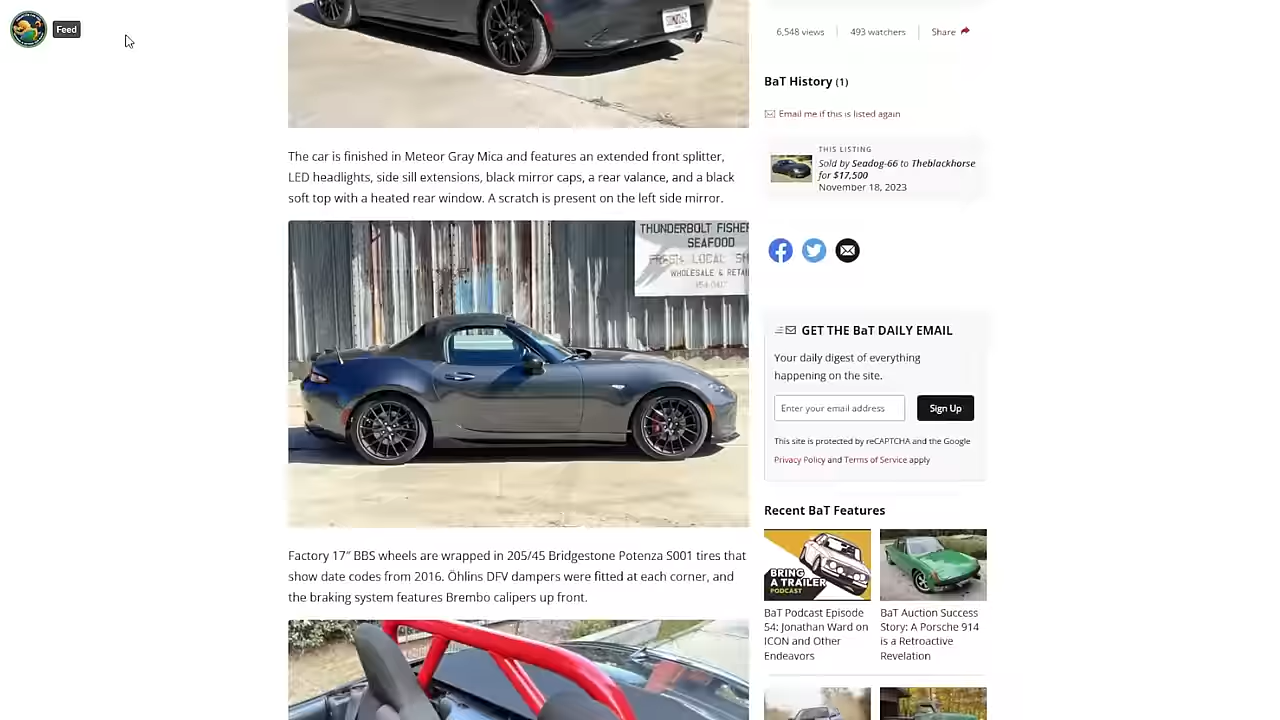 Feed
6,548 views
493 watchers
Share
BaT History (1)
Email me if this is listed again
THIS LISTING
Sold by Seadog-66 to Theblackhorse
for $17,500
November 18, 2023
The car is finished in Meteor Gray Mica and features an extended front splitter,
LED headlights, side sill extensions, black mirror caps, a rear valance, and a black
soft top with a heated rear window. A scratch is present on the left side mirror.
THUNDERBOLT FISHER
SEAFOOD
FRESH LOCAL SH
WHOLESALE & RETAI
GET THE BaT DAILY EMAIL
Your daily digest of everything
happening on the site.
Enter your email address
Sign Up
This site is protected by reCAPTCHA and the Google
Privacy Policy and Terms of Service apply
Recent BaT Features
BRING
A TRAILER
PODCAST
BaT Podcast Episode
54: Jonathan Ward on
ICON and Other
Endeavors
BaT Auction Success
Story: A Porsche 914
is a Retroactive
Revelation
Factory 17″ BBS wheels are wrapped in 205/45 Bridgestone Potenza S001 tires that
show date codes from 2016. Öhlins DFV dampers were fitted at each corner, and
the braking system features Brembo calipers up front.